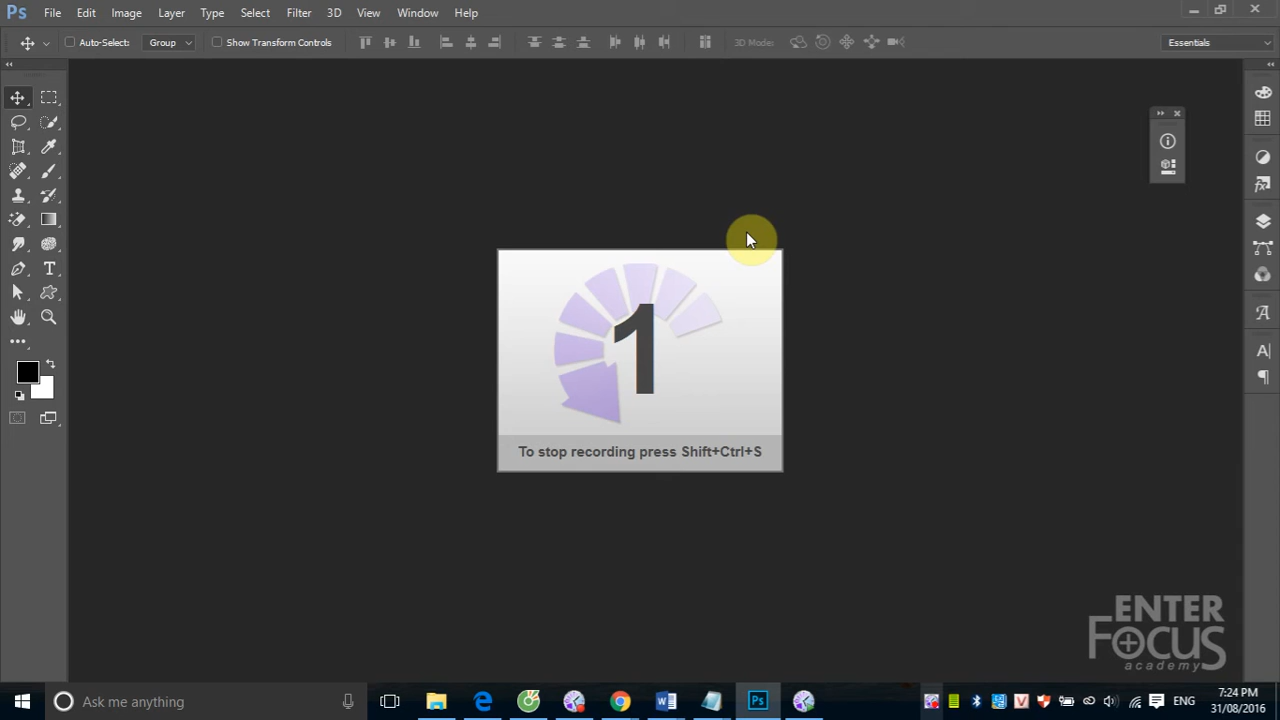 Ps File Edit Image Layer Type Select Filter 3D View Window Help
Auto-Select: Group Show Transform Controls 3D Mode: Essentials
1
To stop recording press Shift+Ctrl+S
ENTER
FOCUS
academy
Ask me anything Ps ENG 7:24 PM
31/08/2016